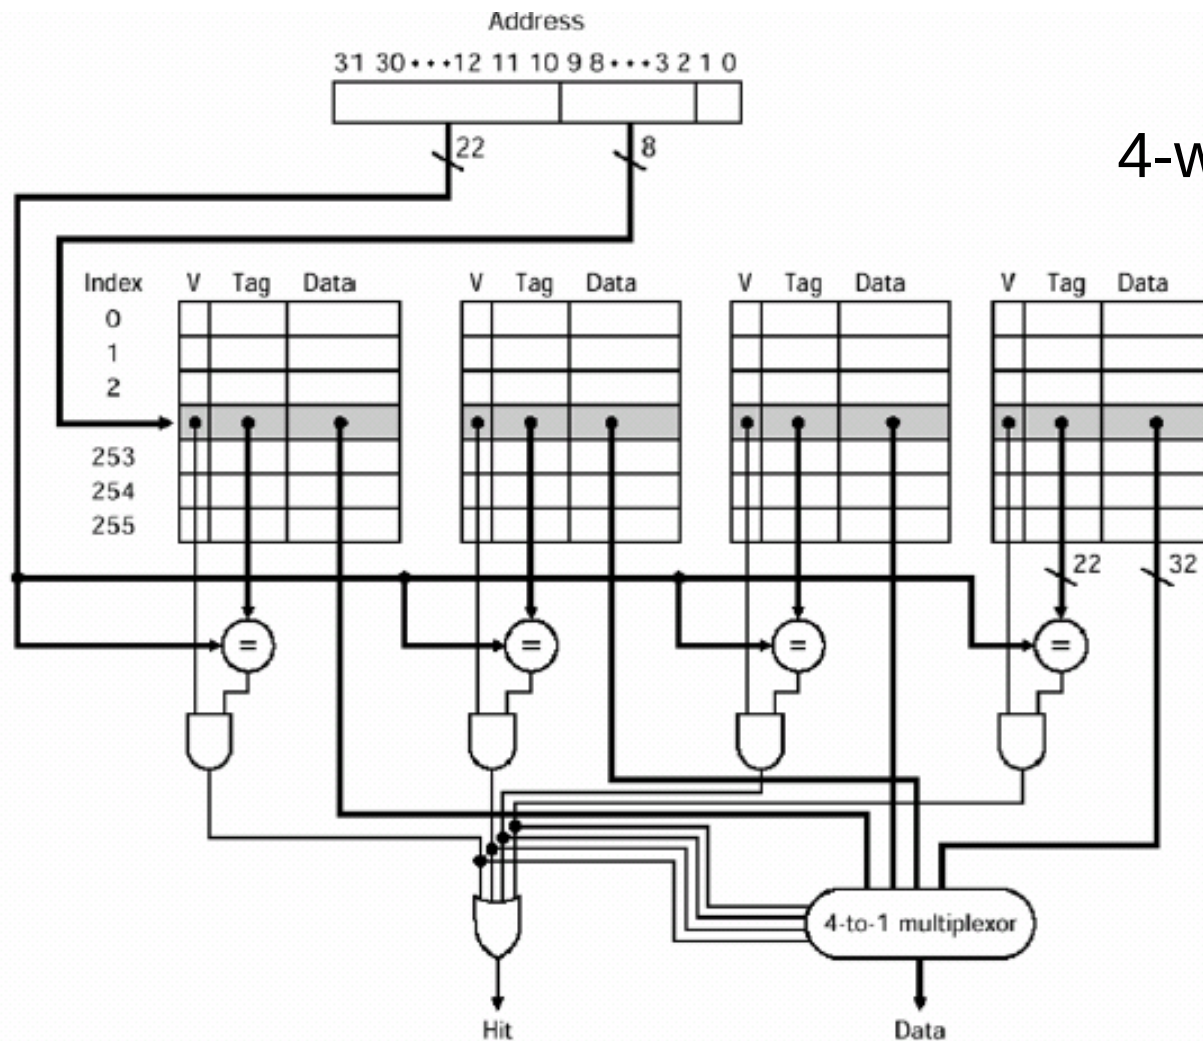 Address
31 30 • • • 12 11 10 9 8 • • • 3 2 1 0
22 8
4-w
Index V Tag Data V Tag Data V Tag Data V Tag Data
0
1
2
253
254
255
22 32
= = = =
4-to-1 multiplexor
Hit Data